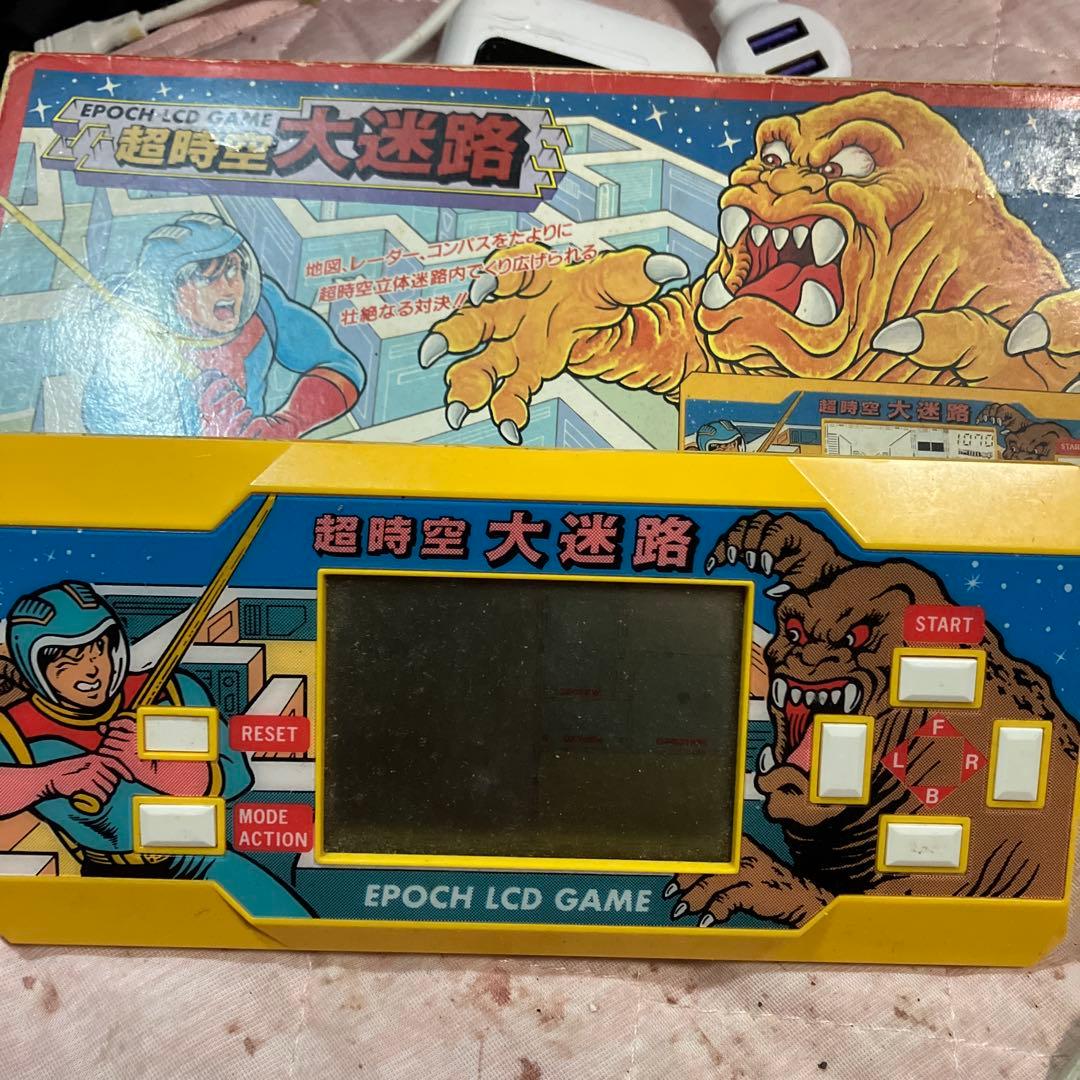 EPOCH LCD GAME
超時空大迷路
地図、レーダー、コンパスをたよりに
超時空立体迷路内でくり広げられる
壮絶なる対決!!
超時空 大迷路
1070
START
超時空 大迷路
START
RESET
F
L R
B
MODE
ACTION
EPOCH LCD GAME